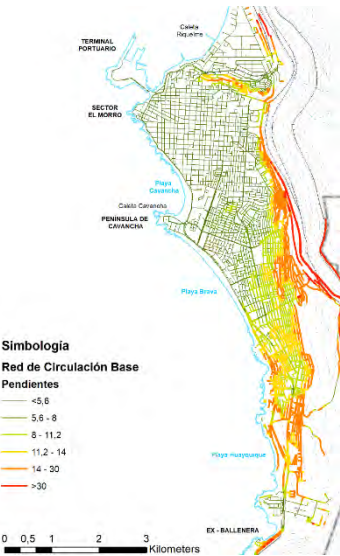 Caleta
Riquelme
TERMINAL
PORTUARIO
SECTOR
EL MORRO
Playa
Cavancha
Caleta Cavancha
PENÍNSULA DE
CAVANCHA
Playa Brava
Simbología
Red de Circulación Base
Pendientes
<5,6
5,6 - 8
8 - 11,2
11,2 - 14
14 - 30
>30
Playa Huayquique
EX - BALLENERA
0 0,5 1 2 3
Kilometers